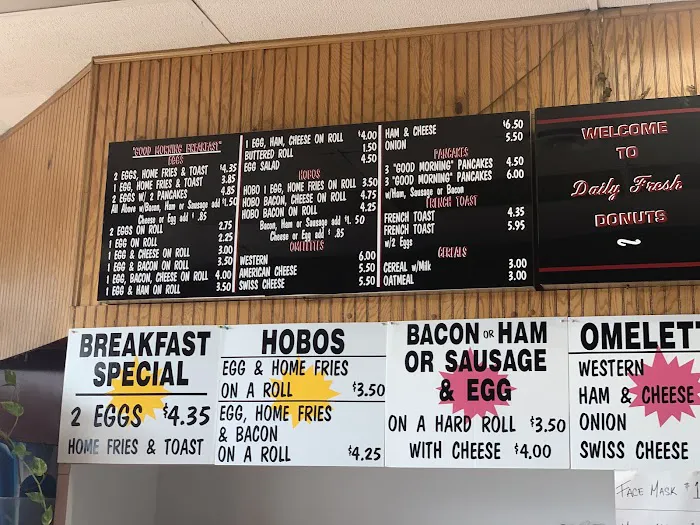 "GOOD MORNING BREAKFAST"
EGGS
2 EGGS, HOME FRIES & TOAST $4.35
1 EGG, HOME FRIES & TOAST 3.85
2 EGGS W/ 2 PANCAKES 4.85
All Above w/Bacon, Ham or Sausage add $1.50
Cheese or Egg add $ .85
2 EGGS ON ROLL 2.75
1 EGG ON ROLL 2.25
1 EGG & CHEESE ON ROLL 3.00
1 EGG & BACON ON ROLL 3.50
1 EGG, BACON, CHEESE ON ROLL 4.00
1 EGG & HAM ON ROLL 3.50
1 EGG, HAM, CHEESE ON ROLL $4.00
BUTTERED ROLL 1.50
EGG SALAD 4.50
HOBOS
HOBO 1 EGG, HOME FRIES ON ROLL 3.50
HOBO BACON, CHEESE ON ROLL 4.75
HOBO BACON ON ROLL 4.25
Bacon, Ham or Sausage add $1.50
Cheese or Egg add $ .85
OMELETTES
WESTERN 6.00
AMERICAN CHEESE 5.50
SWISS CHEESE 5.50
HAM & CHEESE $6.50
ONION 5.50
PANCAKES
3 "GOOD MORNING" PANCAKES 4.50
3 "GOOD MORNING" PANCAKES 6.00
w/Ham, Sausage or Bacon
FRENCH TOAST
FRENCH TOAST 4.35
FRENCH TOAST 5.95
w/2 Eggs
CEREALS
CEREAL w/Milk 3.00
OATMEAL 3.00
WELCOME
TO
Daily Fresh
DONUTS
BREAKFAST
SPECIAL
2 EGGS $4.35
HOME FRIES & TOAST
HOBOS
EGG & HOME FRIES
ON A ROLL $3.50
EGG, HOME FRIES
& BACON
ON A ROLL $4.25
BACON OR HAM
OR SAUSAGE
& EGG
ON A HARD ROLL $3.50
WITH CHEESE $4.00
OMELETT
WESTERN
HAM & CHEESE
ONION
SWISS CHEESE
FACE MASK $1